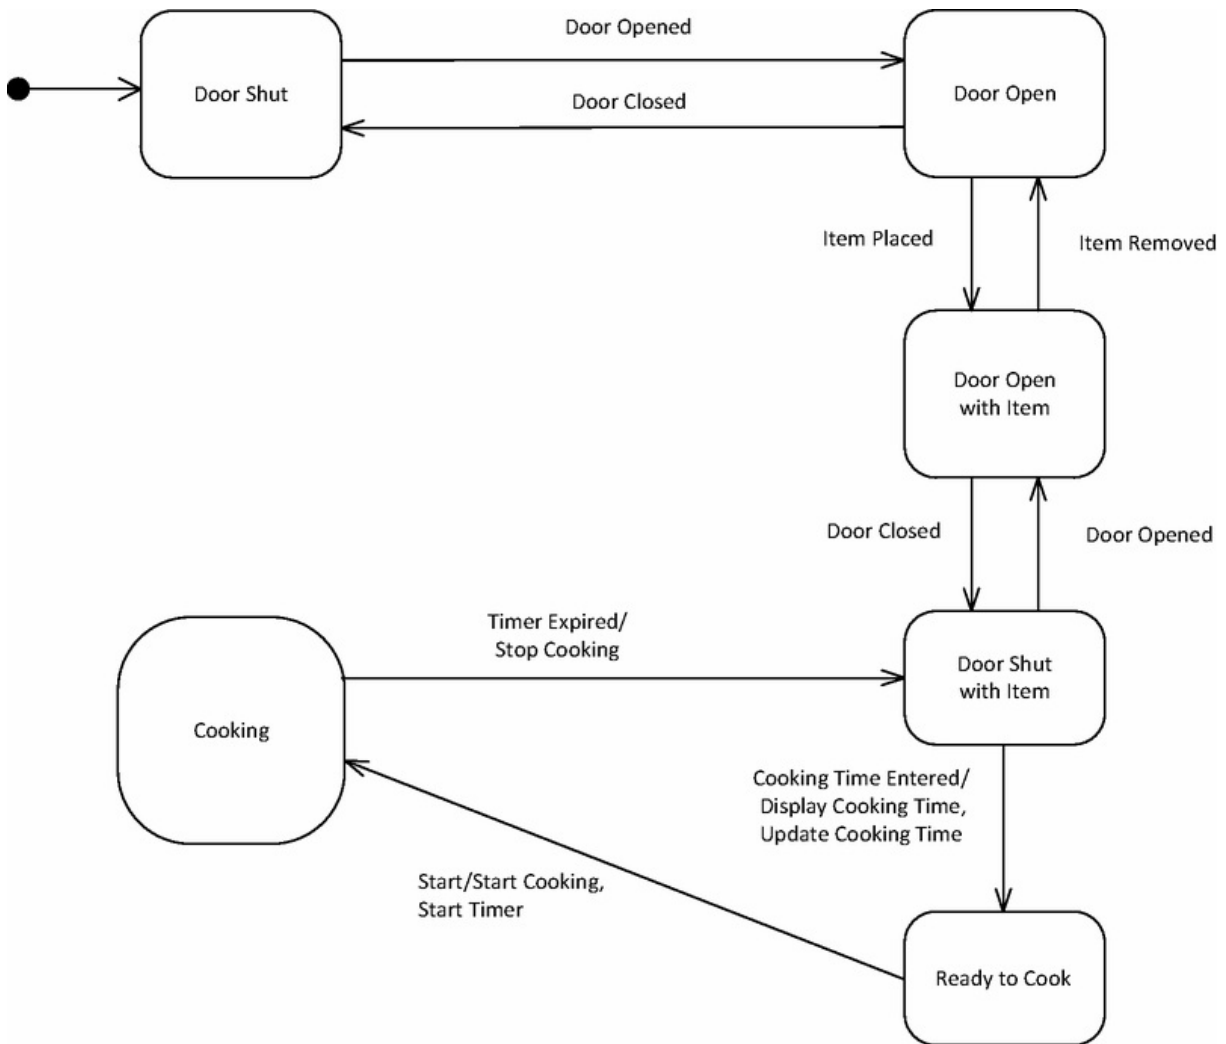 Door Opened
Door Shut
Door Open
Door Closed
Item Placed
Item Removed
Door Open
with Item
Door Closed
Door Opened
Timer Expired/
Stop Cooking
Door Shut
with Item
Cooking
Cooking Time Entered/
Display Cooking Time,
Update Cooking Time
Start/Start Cooking,
Start Timer
Ready to Cook